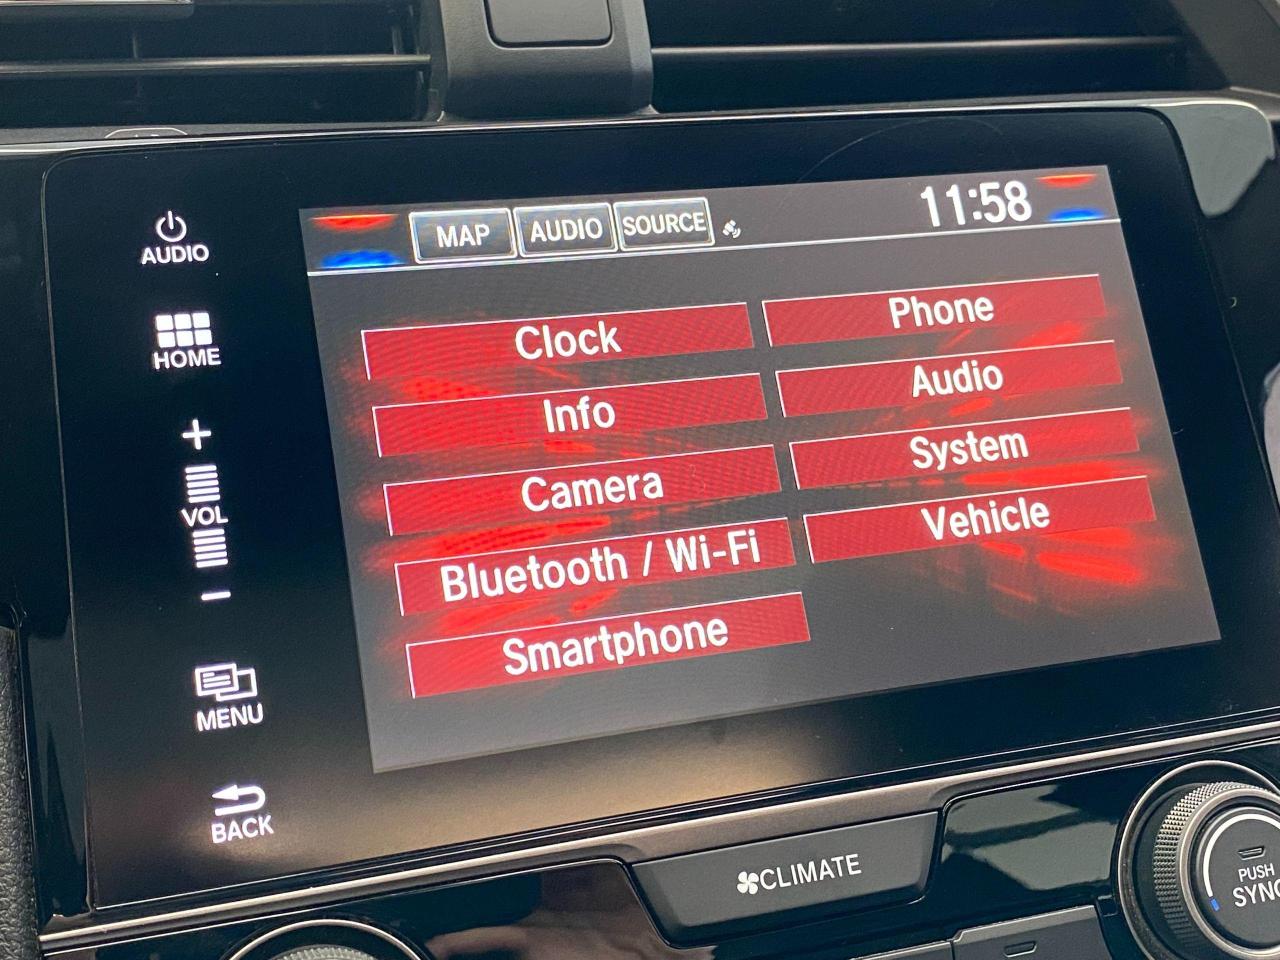 AUDIO
HOME
+
VOL
−
MENU
BACK
MAP AUDIO SOURCE 11:58
Clock
Info
Camera
Bluetooth / Wi-Fi
Smartphone
Phone
Audio
System
Vehicle
CLIMATE
PUSH
SYNC